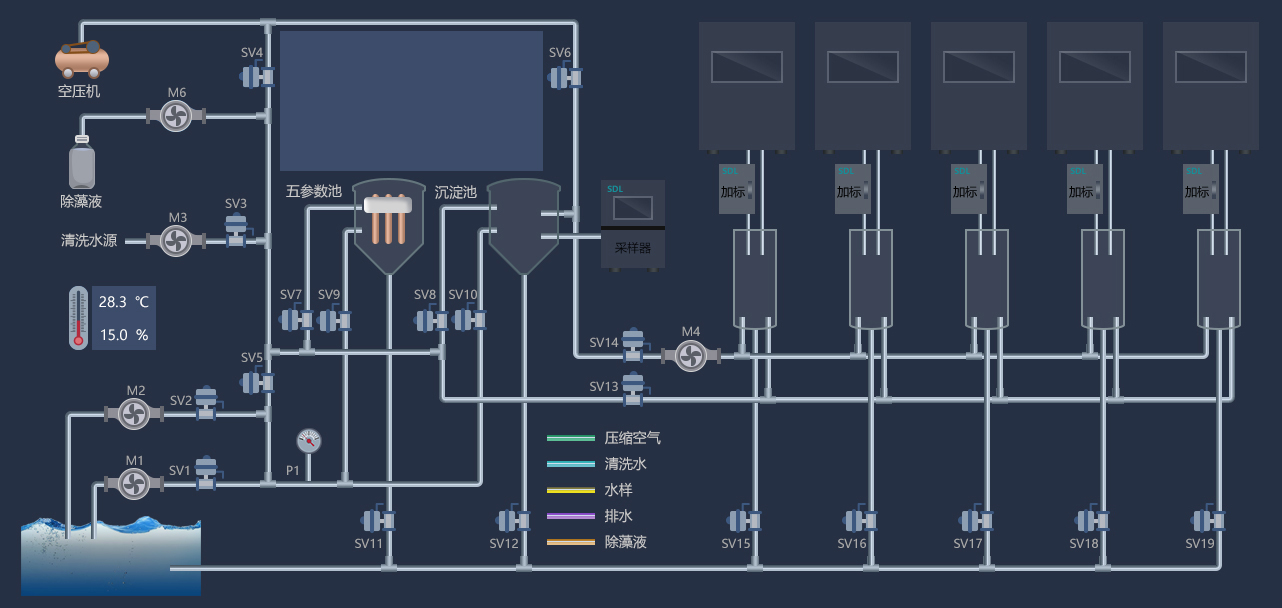 SV4
SV6
空压机
M6
SDL
SDL
SDL
SDL
SDL
加标
加标
加标
加标
加标
五参数池
沉淀池
SDL
除藻液
M3
SV3
清洗水源
采样器
28.3 ℃
15.0 %
SV7
SV9
SV8
SV10
SV14
M4
SV5
SV13
M2
SV2
M1
SV1
P1
压缩空气
清洗水
水样
排水
除藻液
SV11
SV12
SV15
SV16
SV17
SV18
SV19